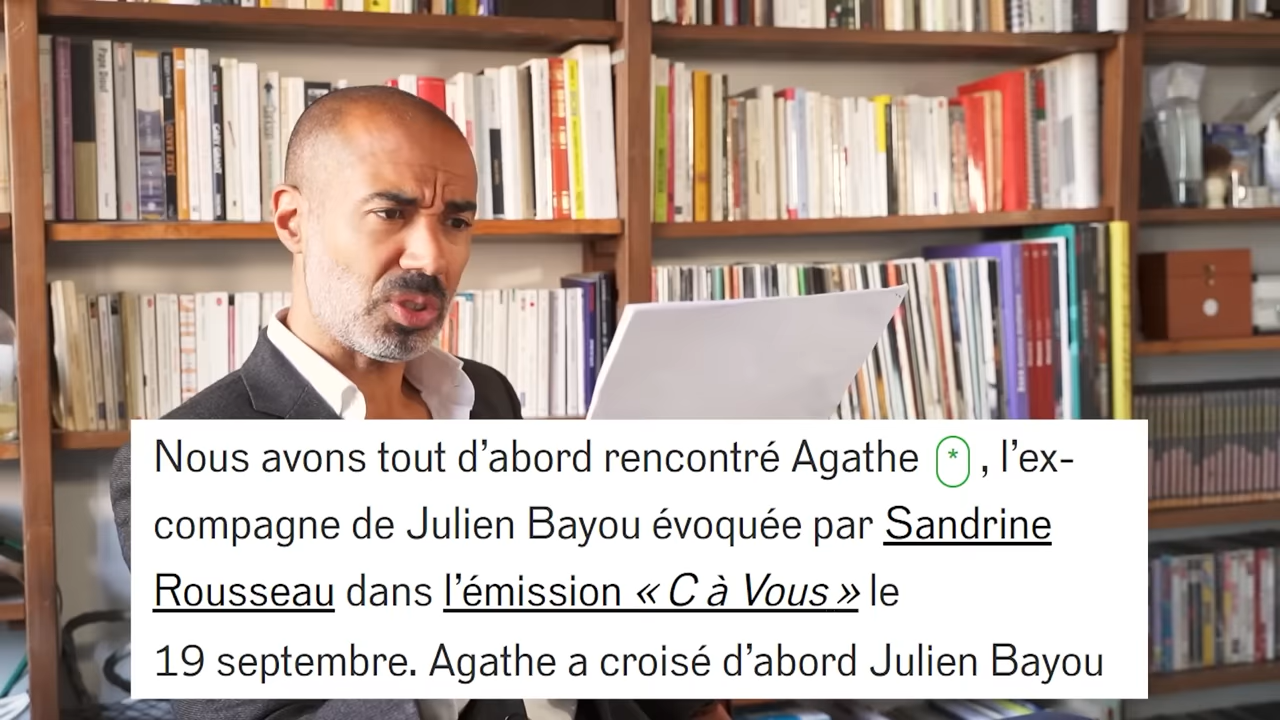 Nous avons tout d’abord rencontré Agathe * , l’ex-
compagne de Julien Bayou évoquée par Sandrine
Rousseau dans l’émission « C à Vous » le
19 septembre. Agathe a croisé d’abord Julien Bayou